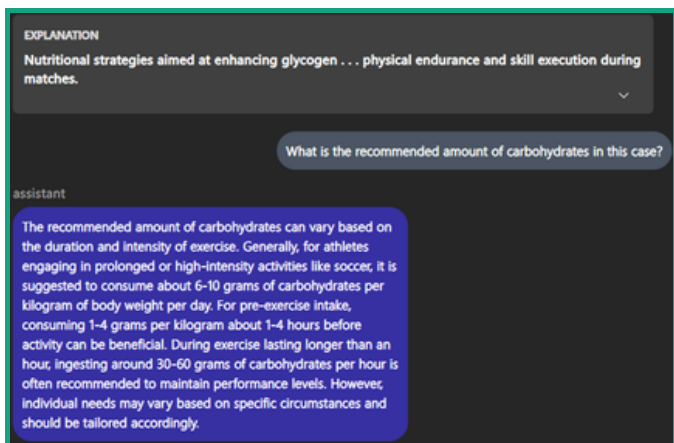 EXPLANATION
Nutritional strategies aimed at enhancing glycogen . . . physical endurance and skill execution during
matches.
What is the recommended amount of carbohydrates in this case?
assistant
The recommended amount of carbohydrates can vary based on
the duration and intensity of exercise. Generally, for athletes
engaging in prolonged or high-intensity activities like soccer, it is
suggested to consume about 6-10 grams of carbohydrates per
kilogram of body weight per day. For pre-exercise intake,
consuming 1-4 grams per kilogram about 1-4 hours before
activity can be beneficial. During exercise lasting longer than an
hour, ingesting around 30-60 grams of carbohydrates per hour is
often recommended to maintain performance levels. However,
individual needs may vary based on specific circumstances and
should be tailored accordingly.